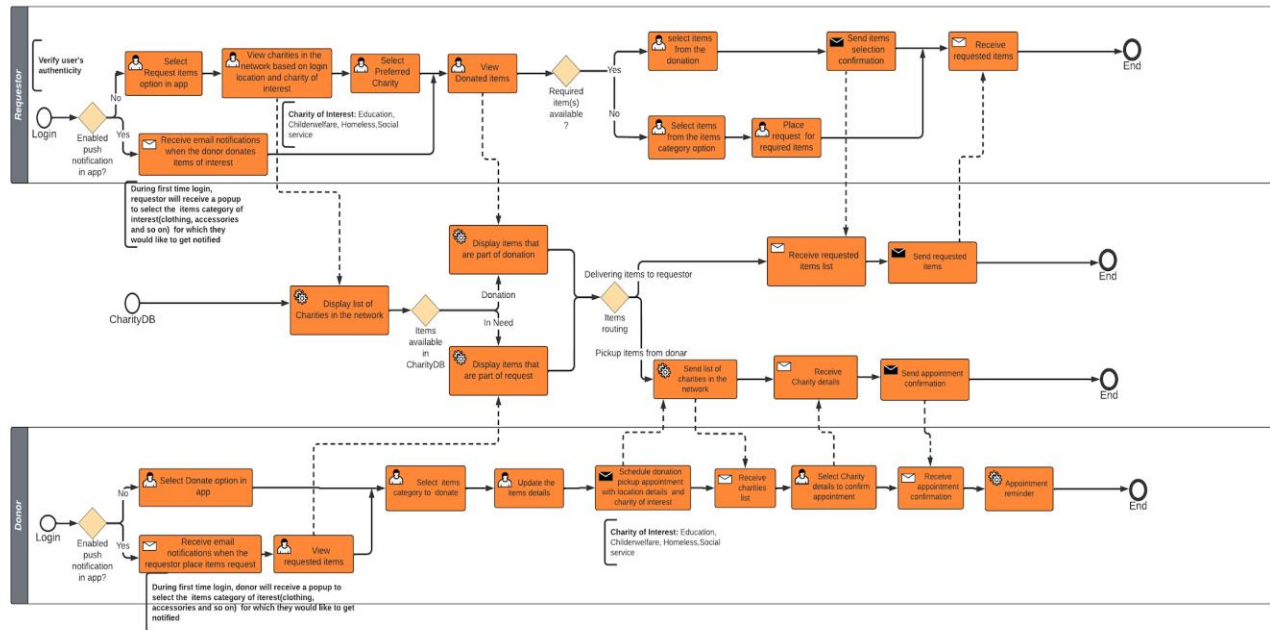 Requestor
Verify user's
authenticity
Login
Enabled
push
notification
in app?
No
Yes
Select
Request items
option in app
View charities in the
network based on login
location and charity of
interest
Select
Preferred
Charity
Charity of Interest: Education,
Childerwelfare, Homeless,Social
service
Receive email notifications
when the donor donates
items of interest
View
Donated items
Required
item(s)
available
?
Yes
No
select items
from the
donation
Send items
selection
confirmation
Receive
requested items
End
Select items
from the items
category option
Place
request for
required items
During first time login,
requestor will receive a popup
to select the items category of
interest(clothing, accessories
and so on) for which they
would like to get notified
CharityDB
Display list of
Charities in the network
Items
available
in
CharityDB
Donation
In Need
Display items that
are part of donation
Display items that
are part of request
Items
routing
Delivering items to requestor
Pickup items from donar
Receive requested
items list
Send requested
items
End
Send list of
charities in the
network
Receive
Charity details
Send appointment
confirmation
End
Donor
Login
Enabled
push
notification
in app?
No
Yes
Select Donate option in
app
Receive email
notifications when the
requestor place items request
View
requested items
During first time login, donor will receive a popup to
select the items category of iterest(clothing,
accessories and so on) for which they would like to get
notified
Select items
category to donate
Update the
items details
Schedule donation
pickup appointment
with location details and
charity of interest
Charity of Interest: Education,
Childerwelfare, Homeless,Social
service
Receive
charities
list
Select Charity
details to confirm
appointment
Receive
appointment
confirmation
Appointment
reminder
End